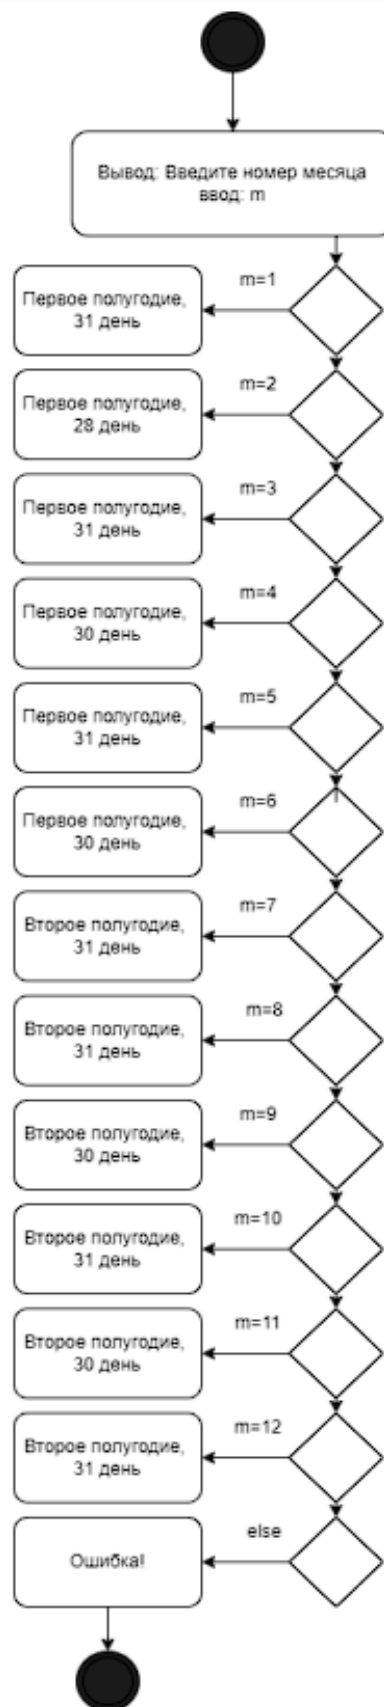 Вывод: Введите номер месяца
ввод: m
m=1
Первое полугодие,
31 день
m=2
Первое полугодие,
28 день
m=3
Первое полугодие,
31 день
m=4
Первое полугодие,
30 день
m=5
Первое полугодие,
31 день
m=6
Первое полугодие,
30 день
m=7
Второе полугодие,
31 день
m=8
Второе полугодие,
31 день
m=9
Второе полугодие,
30 день
m=10
Второе полугодие,
31 день
m=11
Второе полугодие,
30 день
m=12
Второе полугодие,
31 день
else
Ошибка!